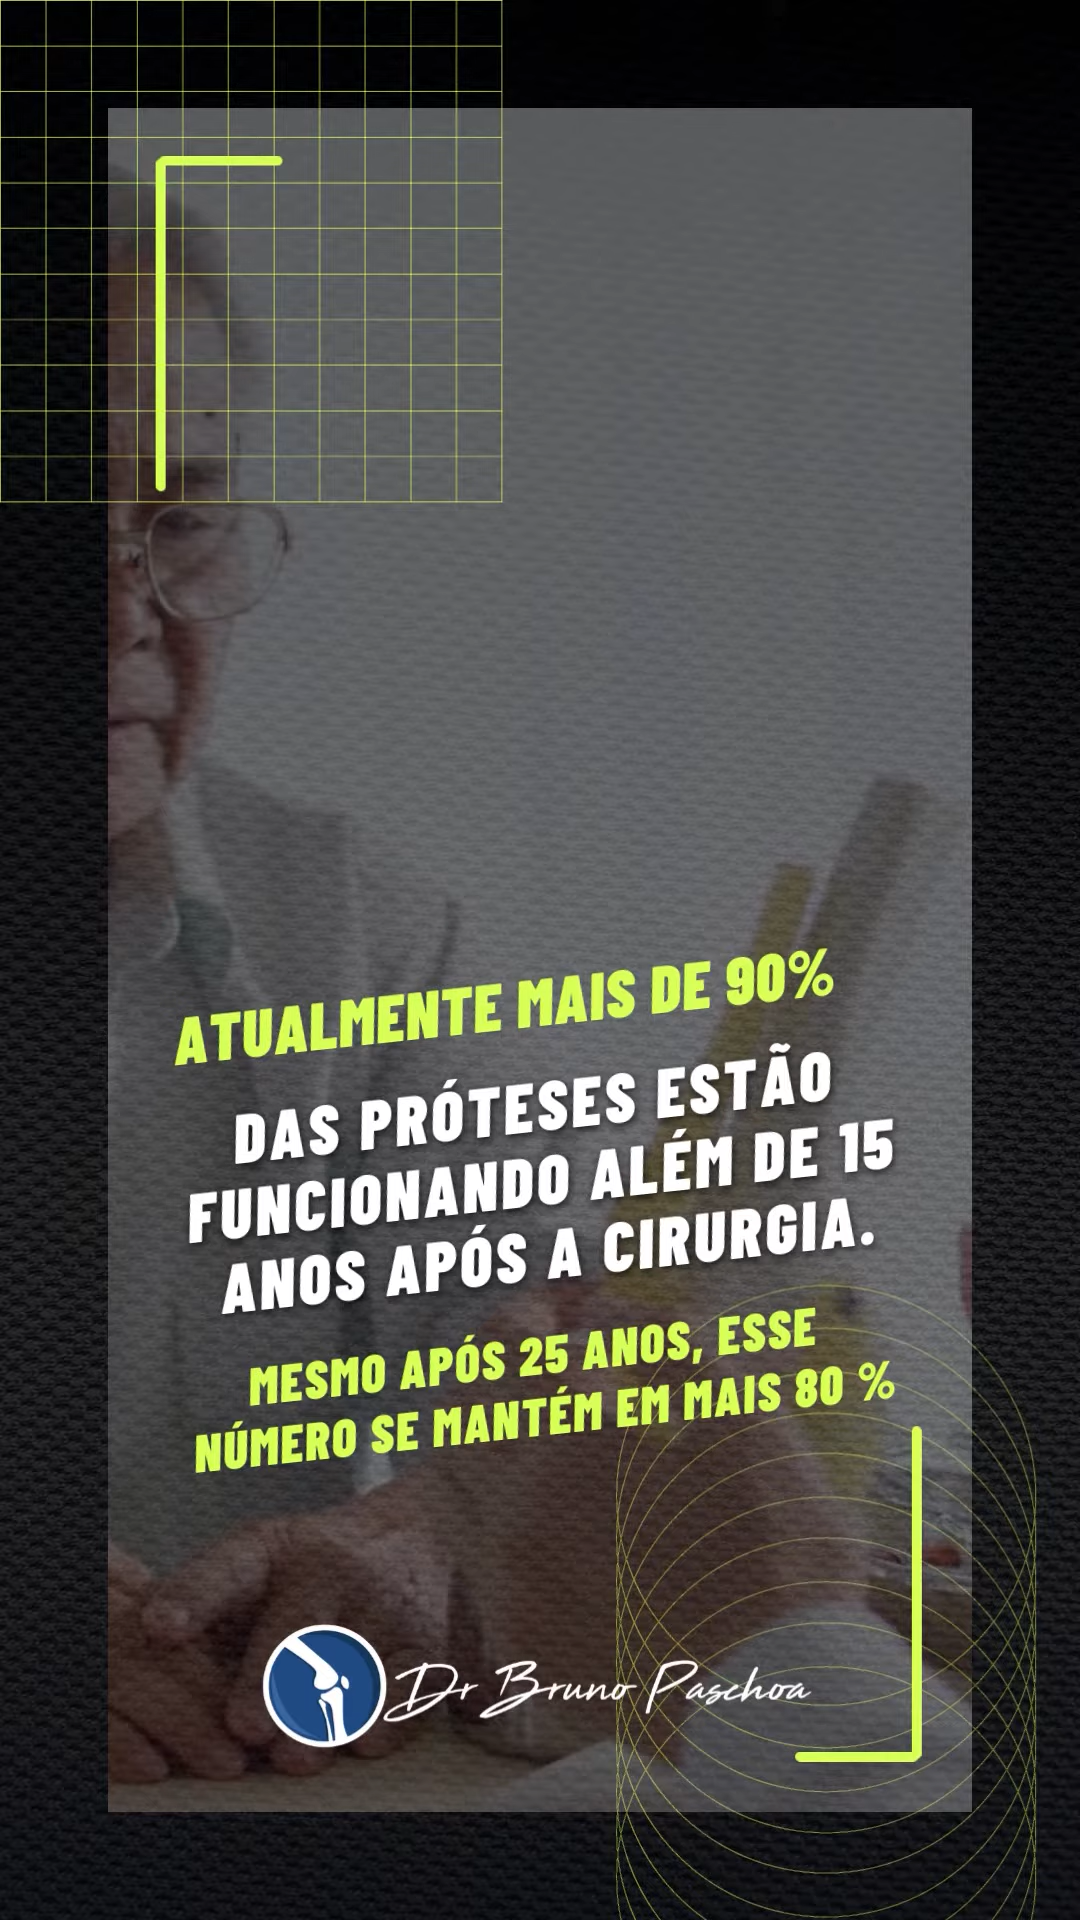 ATUALMENTE MAIS DE 90%
DAS PRÓTESES ESTÃO
FUNCIONANDO ALÉM DE 15
ANOS APÓS A CIRURGIA.
MESMO APÓS 25 ANOS, ESSE
NÚMERO SE MANTÉM EM MAIS 80 %
Dr Bruno Paschoa